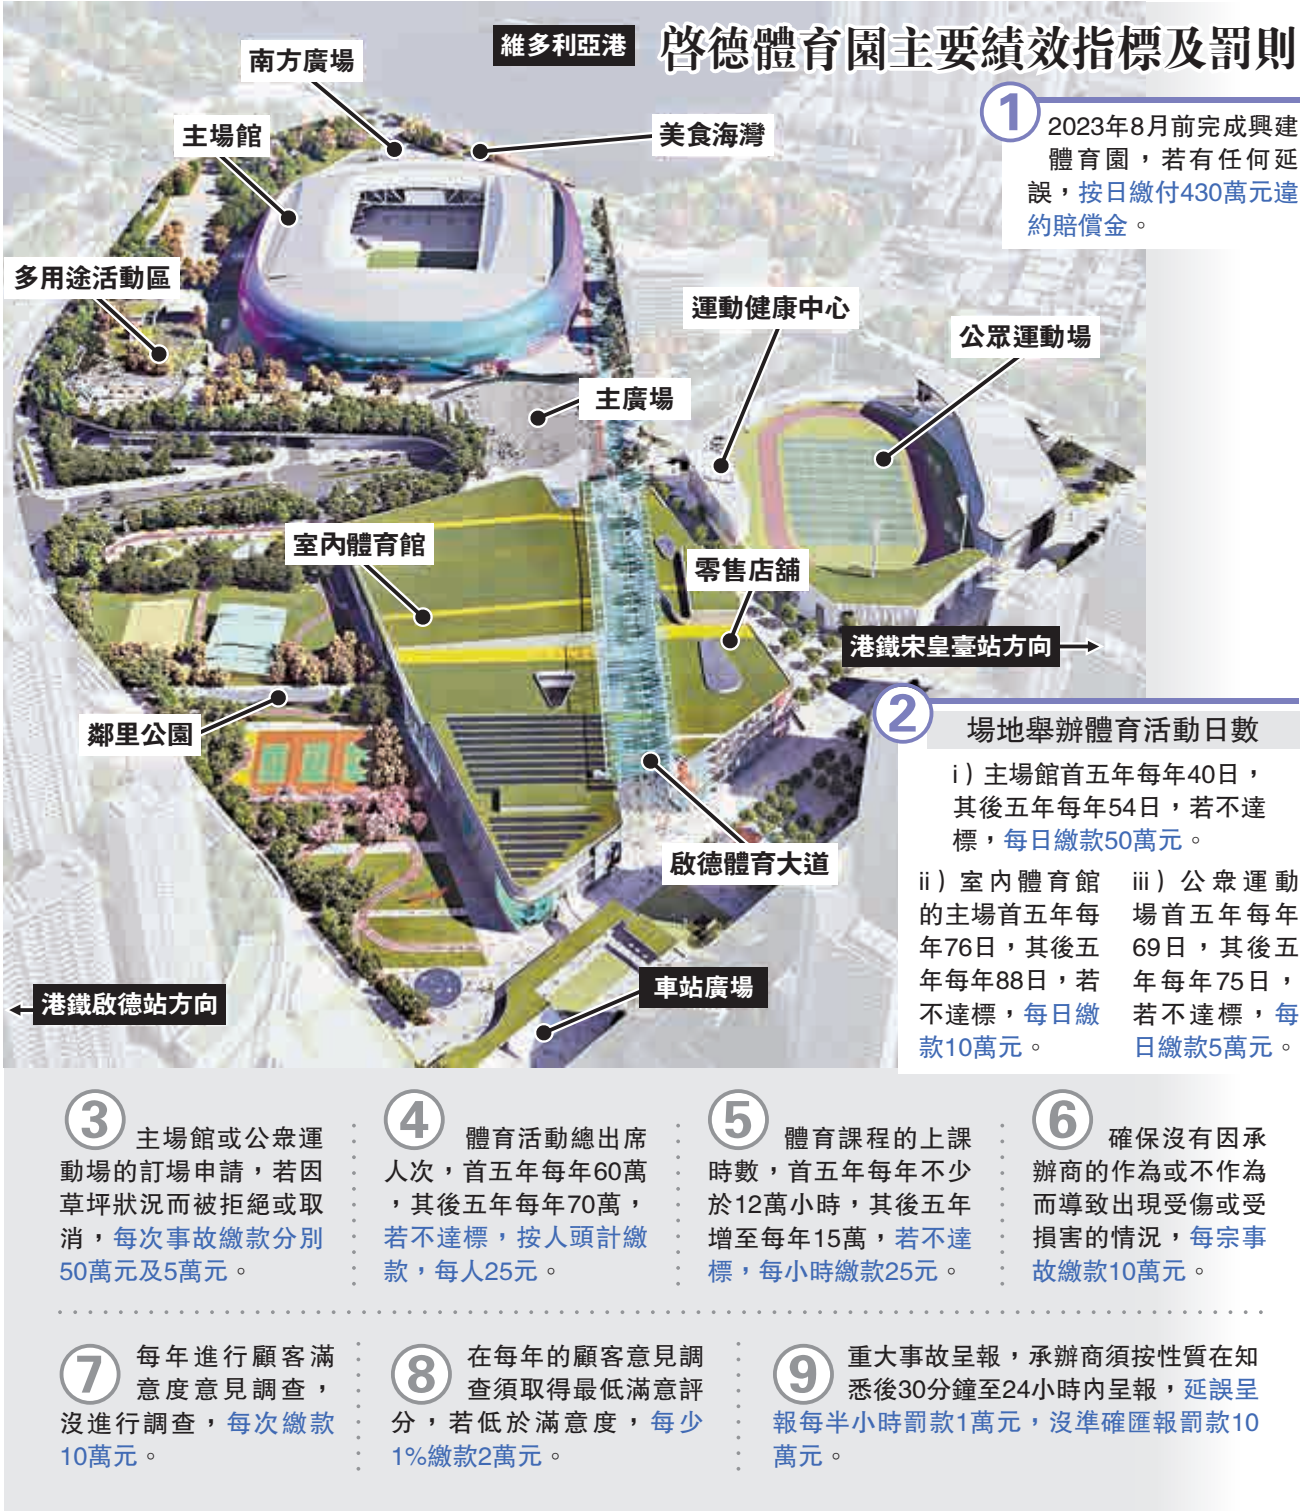 啓德體育園主要績效指標及罰則
維多利亞港
南方廣場
主場館
美食海灣
多用途活動區
運動健康中心
公眾運動場
主廣場
室內體育館
零售店舖
港鐵宋皇臺站方向
鄰里公園
啟德體育大道
車站廣場
港鐵啟德站方向
1
2023年8月前完成興建
體育園，若有任何延
誤，按日繳付430萬元違
約賠償金。
2
場地舉辦體育活動日數
i）主場館首五年每年40日，
其後五年每年54日，若不達
標，每日繳款50萬元。
ii）室內體育館
的主場首五年每
年76日，其後五
年每年88日，若
不達標，每日繳
款10萬元。
iii）公眾運動
場首五年每年
69日，其後五
年每年75日，
若不達標，每
日繳款5萬元。
3
主場館或公眾運
動場的訂場申請，若因
草坪狀況而被拒絕或取
消，每次事故繳款分別
50萬元及5萬元。
4
體育活動總出席
人次，首五年每年60萬
，其後五年每年70萬，
若不達標，按人頭計繳
款，每人25元。
5
體育課程的上課
時數，首五年每年不少
於12萬小時，其後五年
增至每年15萬，若不達
標，每小時繳款25元。
6
確保沒有因承
辦商的作為或不作為
而導致出現受傷或受
損害的情況，每宗事
故繳款10萬元。
7
每年進行顧客滿
意度意見調查，
沒進行調查，每次繳款
10萬元。
8
在每年的顧客意見調
查須取得最低滿意評
分，若低於滿意度，每少
1%繳款2萬元。
9
重大事故呈報，承辦商須按性質在知
悉後30分鐘至24小時內呈報，延誤呈
報每半小時罰款1萬元，沒準確匯報罰款10
萬元。